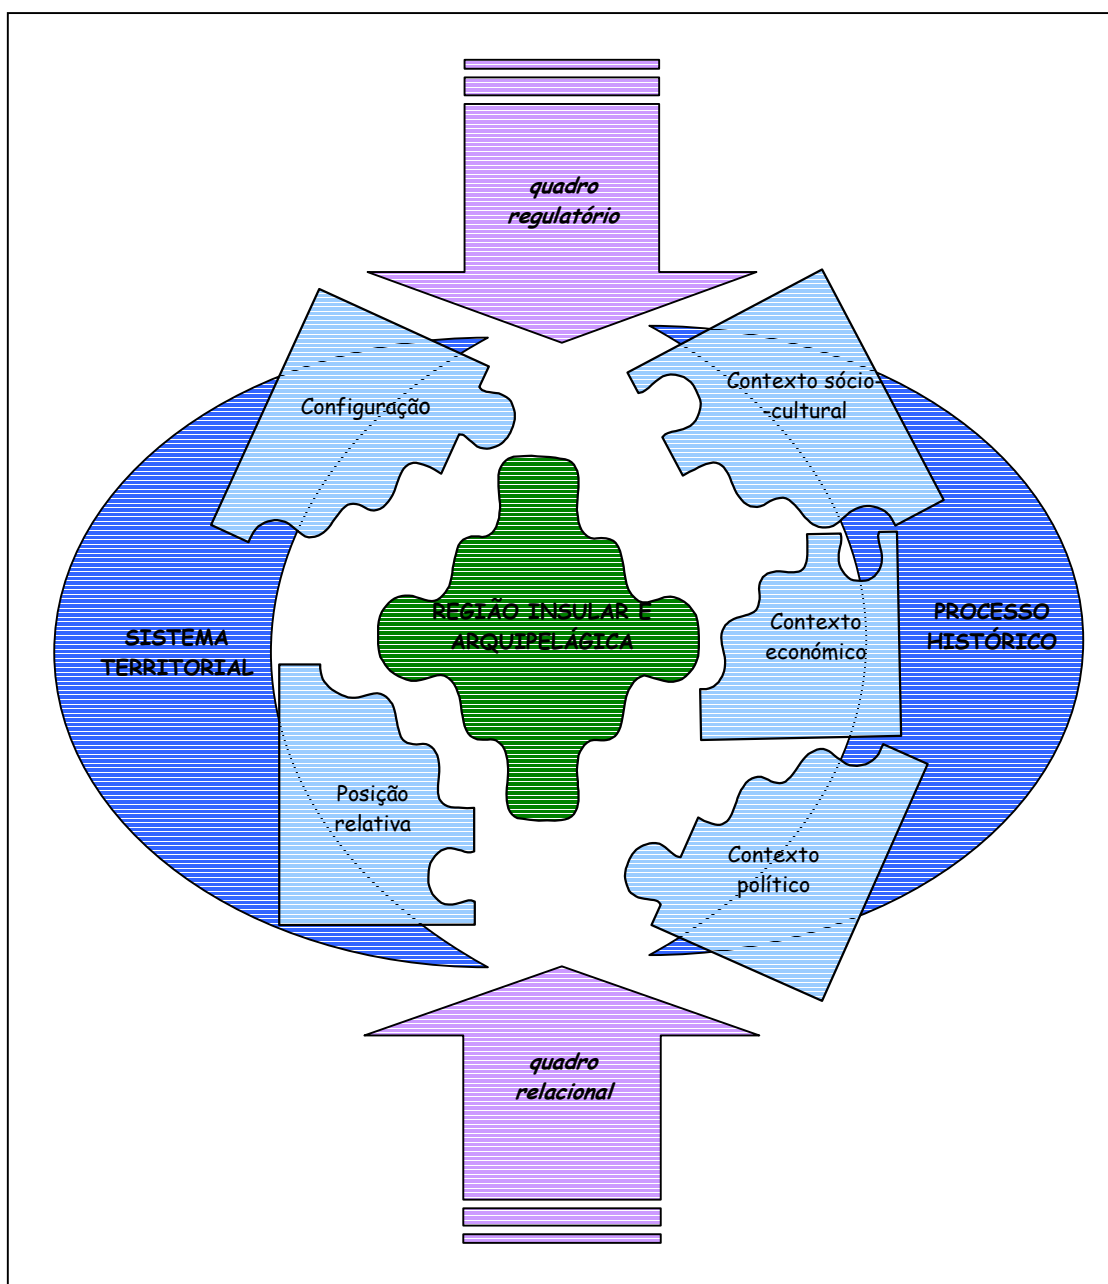 quadro
regulatório
Configuração
Contexto sócio-
-cultural
REGIÃO INSULAR E
ARQUIPELÁGICA
SISTEMA
TERRITORIAL
Contexto
económico
PROCESSO
HISTÓRICO
Posição
relativa
Contexto
político
quadro
relacional